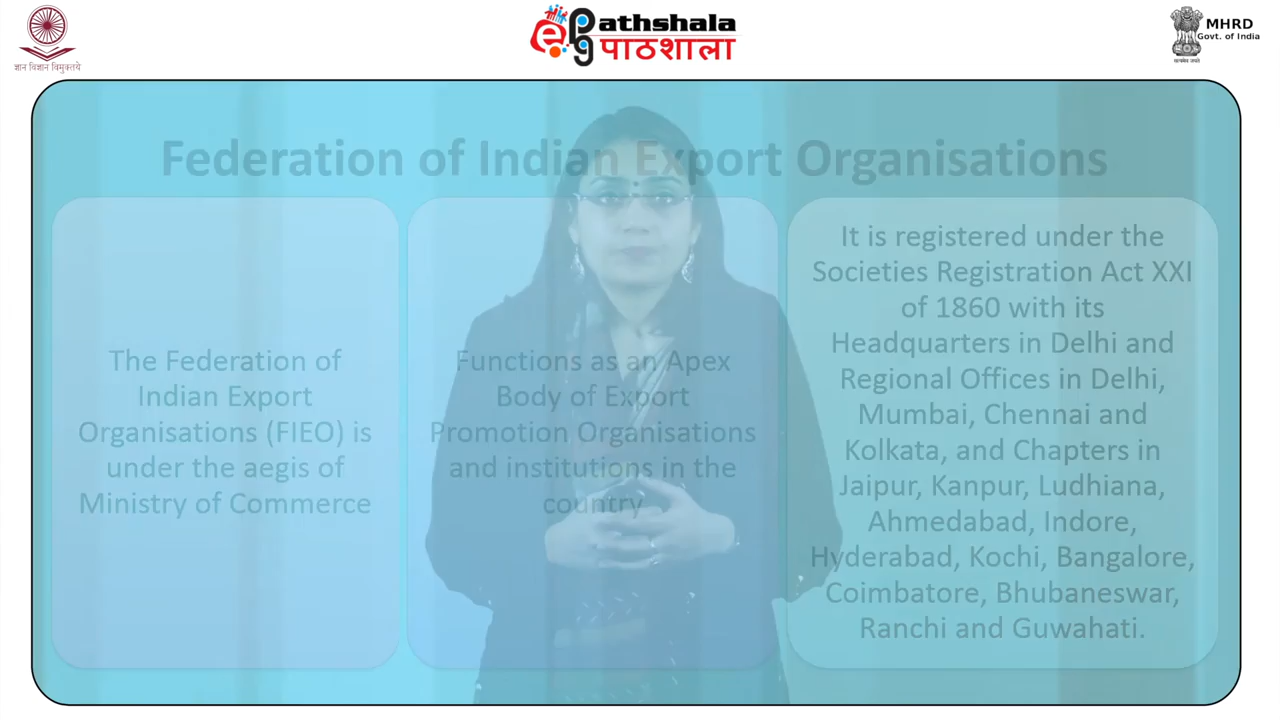 ज्ञान विज्ञान विमुक्तये
ePathshala
पाठशाला
MHRD
Govt. of India
सत्यमेव जयते
Federation of Indian Export Organisations
The Federation of
Indian Export
Organisations (FIEO) is
under the aegis of
Ministry of Commerce
Functions as an Apex
Body of Export
Promotion Organisations
and institutions in the
country
It is registered under the
Societies Registration Act XXI
of 1860 with its
Headquarters in Delhi and
Regional Offices in Delhi,
Mumbai, Chennai and
Kolkata, and Chapters in
Jaipur, Kanpur, Ludhiana,
Ahmedabad, Indore,
Hyderabad, Kochi, Bangalore,
Coimbatore, Bhubaneswar,
Ranchi and Guwahati.